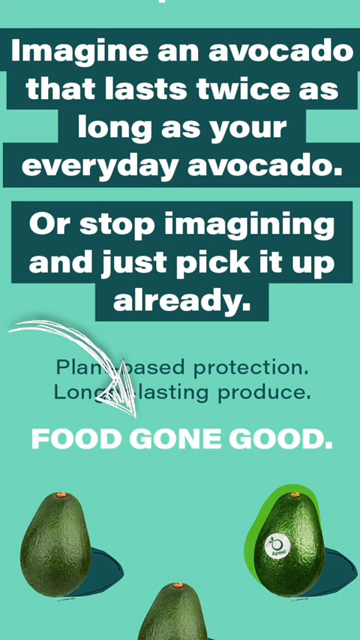 Imagine an avocado
that lasts twice as
long as your
everyday avocado.
Or stop imagining
and just pick it up
already.
Plant-based protection.
Longer-lasting produce.
FOOD GONE GOOD.
Apeel